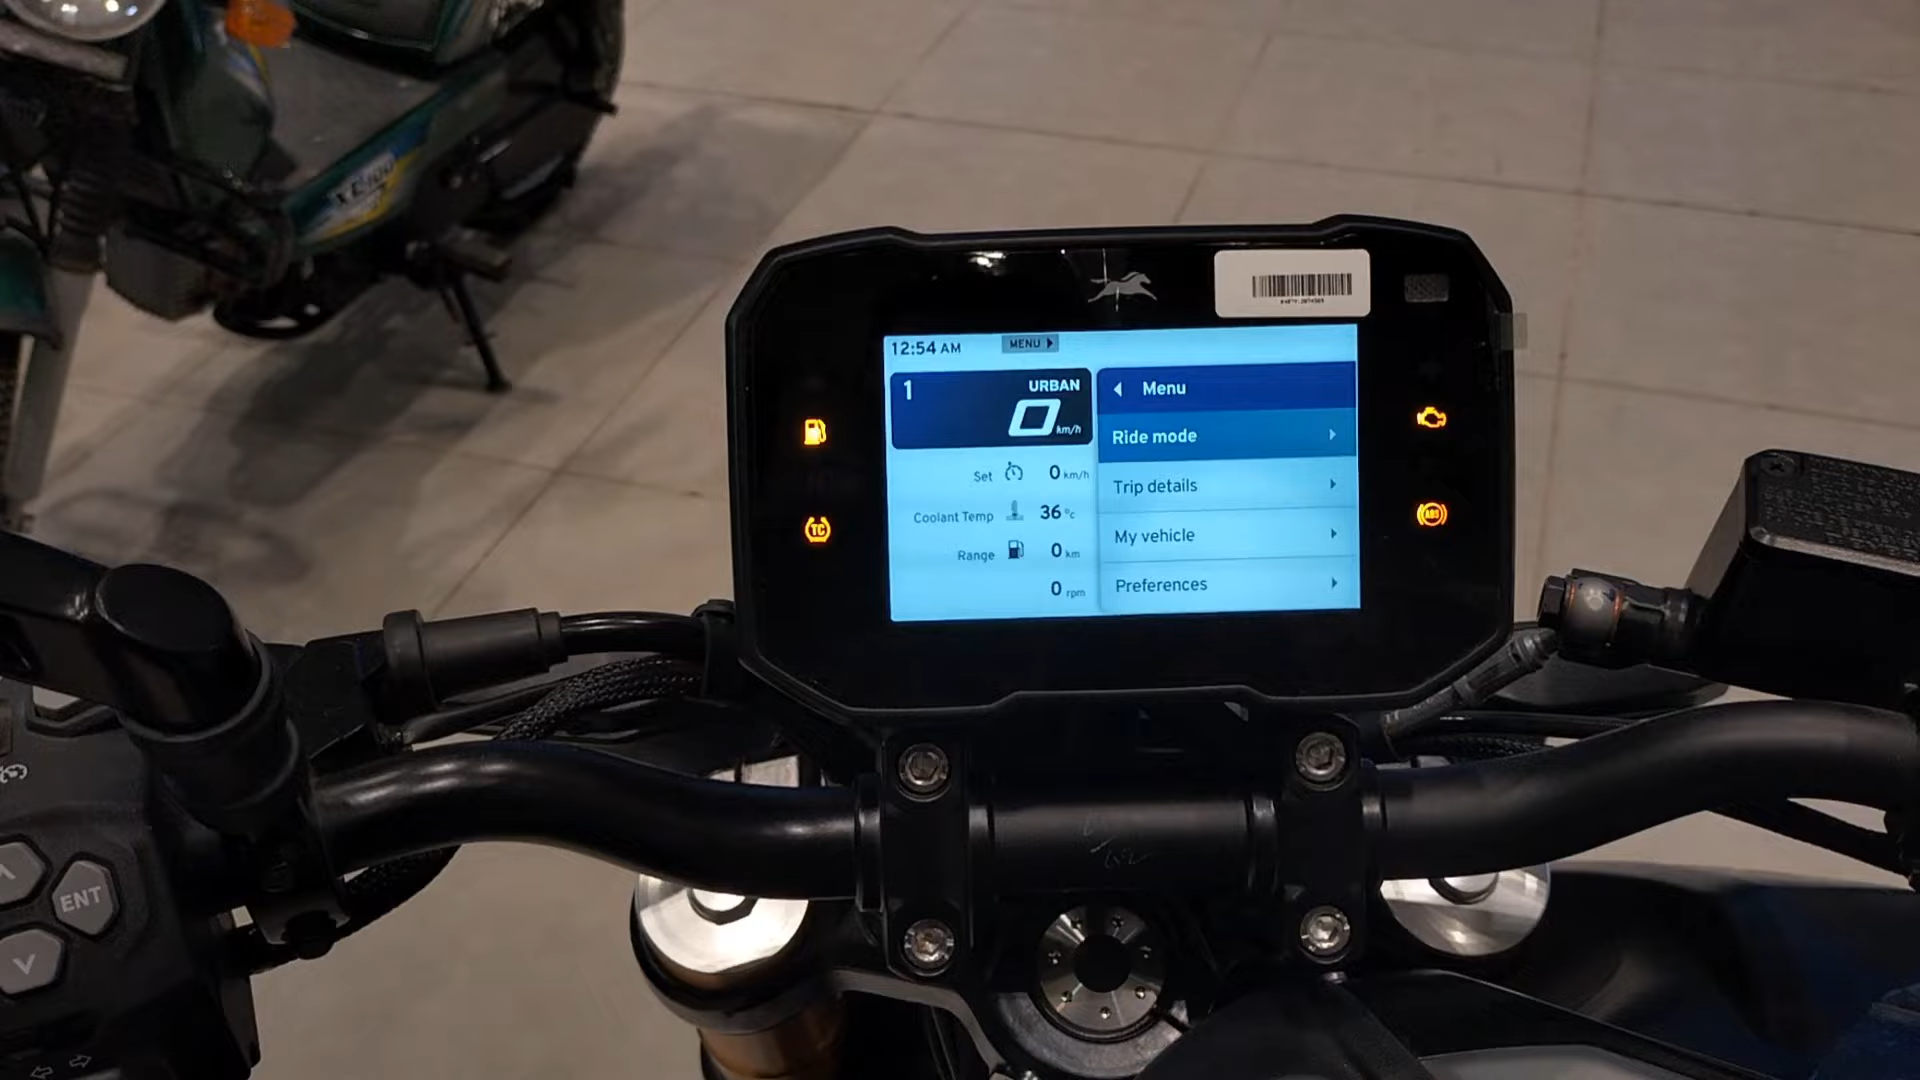 12:54 AM
MENU
1
URBAN
0 km/h
Set 0 km/h
Coolant Temp 36 °C
Range 0 km
0 rpm
Menu
Ride mode
Trip details
My vehicle
Preferences
TC
ABS
ENT